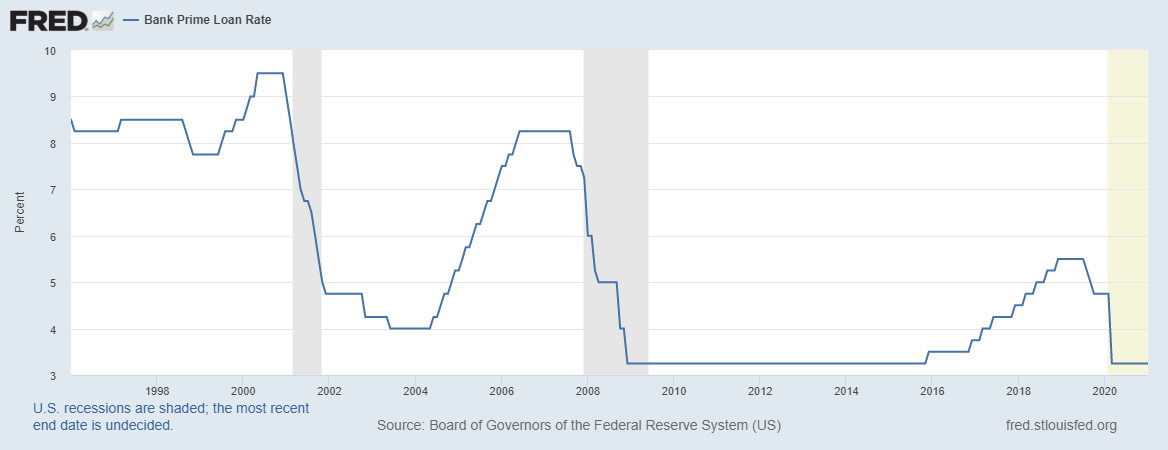 FRED
Bank Prime Loan Rate
10
9
8
7
6
5
4
3
Percent
1998 2000 2002 2004 2006 2008 2010 2012 2014 2016 2018 2020
U.S. recessions are shaded; the most recent
end date is undecided.
Source: Board of Governors of the Federal Reserve System (US)
fred.stlouisfed.org